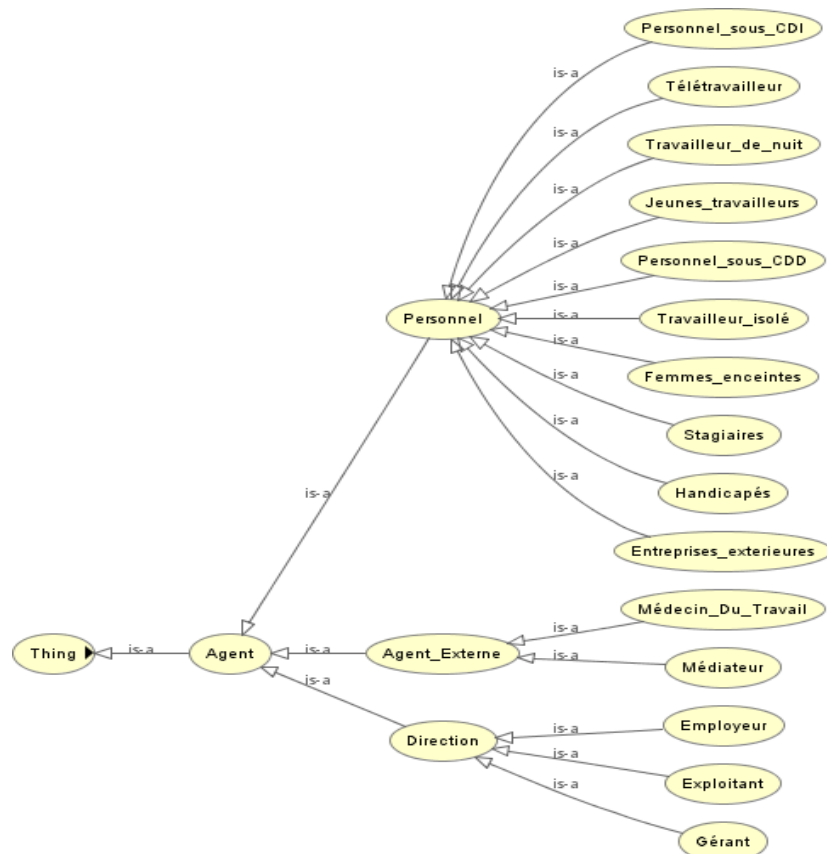 Personnel_sous_CDI
is-a
Télétravailleur
is-a
Travailleur_de_nuit
is-a
Jeunes_travailleurs
is-a
Personnel_sous_CDD
is-a
Personnel
is-a
Travailleur_isolé
is-a
Femmes_enceintes
is-a
Stagiaires
is-a
Handicapés
is-a
is-a
Entreprises_exterieures
Médecin_Du_Travail
is-a
Thing
is-a
Agent
is-a
Agent_Externe
is-a
Médiateur
is-a
Direction
is-a
Employeur
is-a
Exploitant
is-a
Gérant